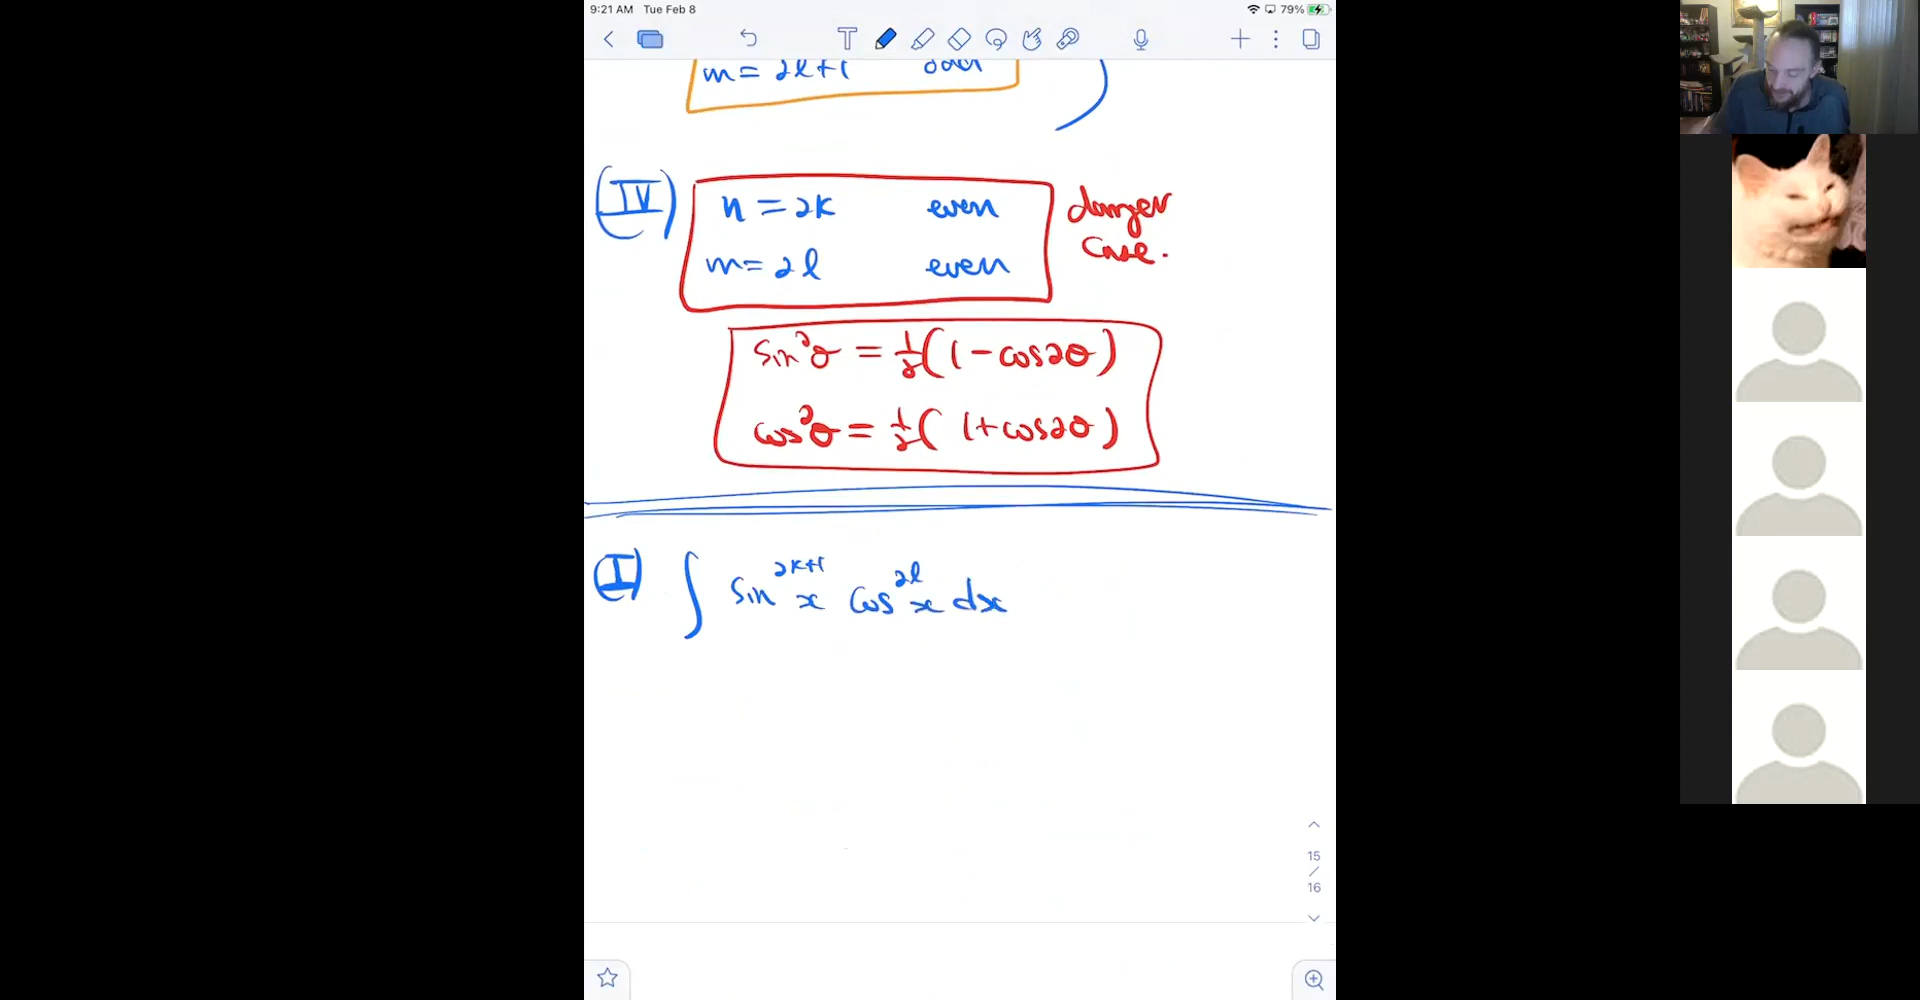 9:21 AM Tue Feb 8 79%
m = 2l+1 odd
(IV) n = 2k even
m = 2l even
danger
case.
sin²θ = ½(1 - cos2θ)
cos²θ = ½( 1 + cos2θ)
(I) ∫ sin^{2k+1} x cos^{2l} x dx
15
/
16